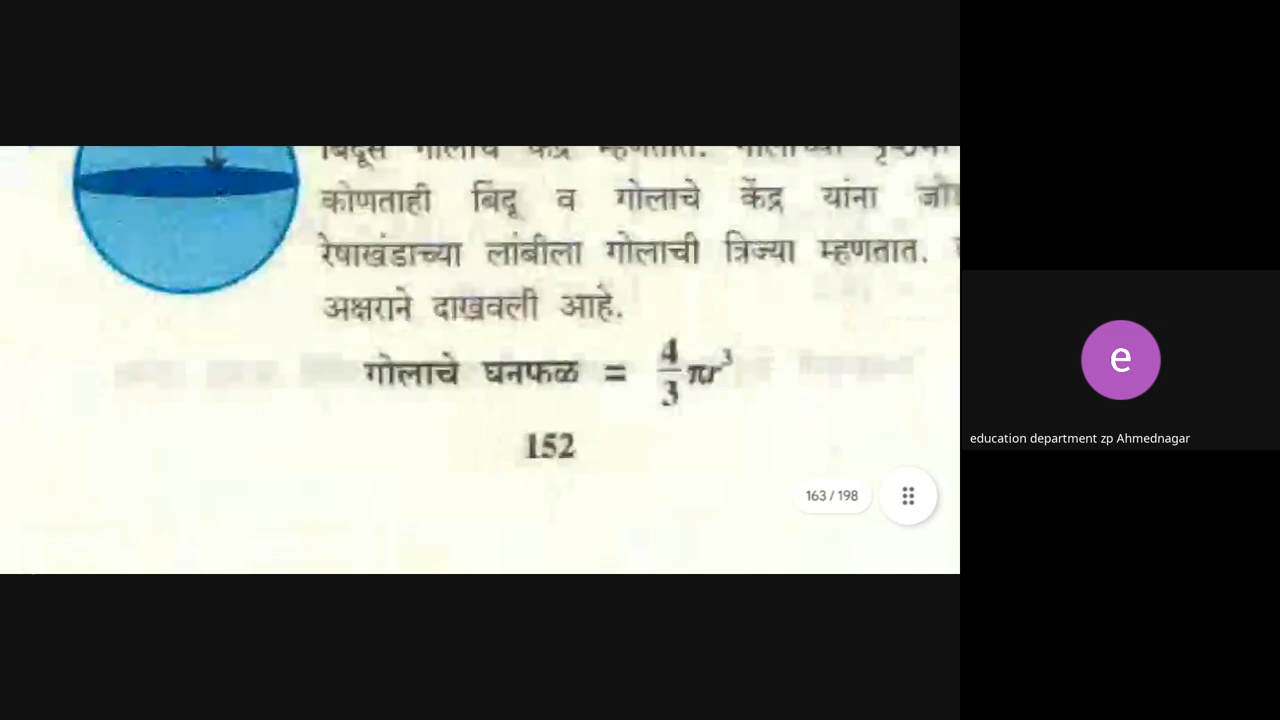 कोणताही बिंदू व गोलाचे केंद्र यांना
रेषाखंडाच्या लांबीला गोलाची त्रिज्या म्हणतात.
अक्षराने दाखवली आहे.
गोलाचे घनफळ = 4/3 πr³
152
163 / 198
e
education department zp Ahmednagar